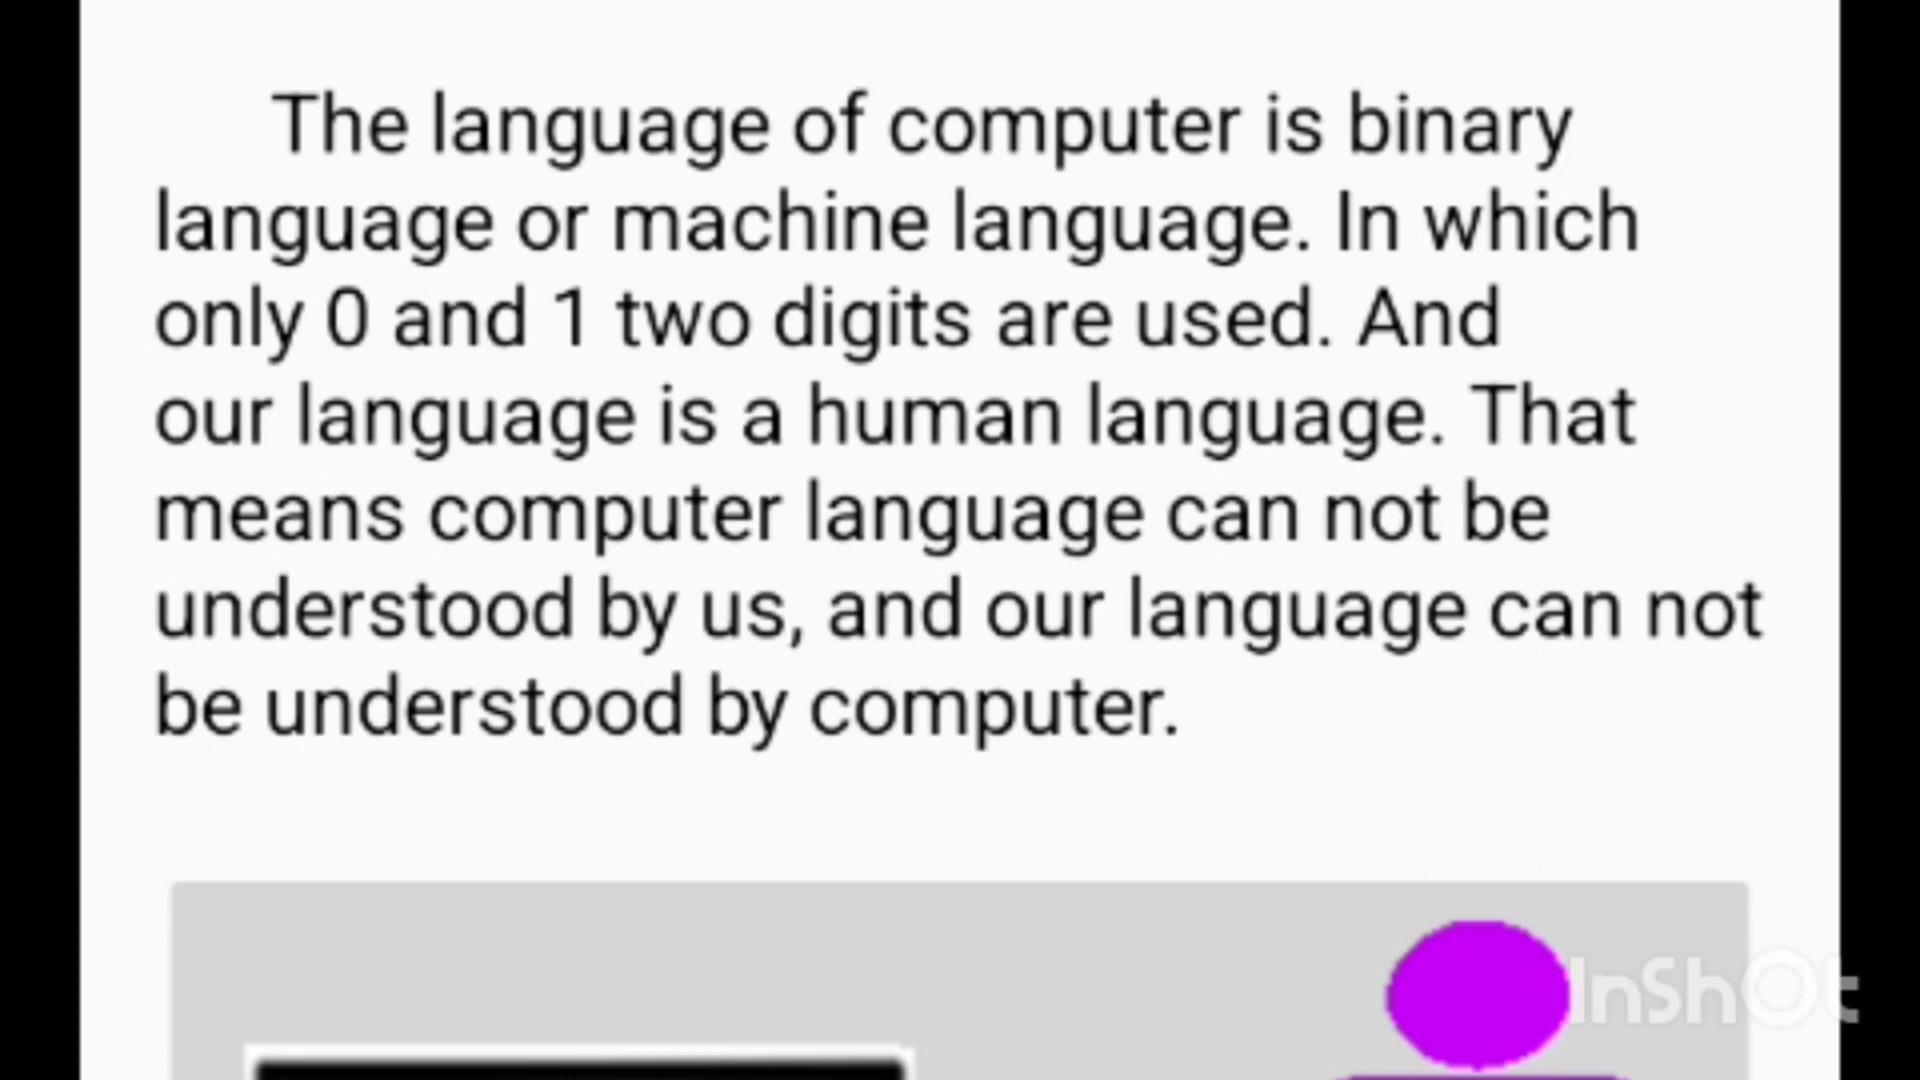 The language of computer is binary
language or machine language. In which
only 0 and 1 two digits are used. And
our language is a human language. That
means computer language can not be
understood by us, and our language can not
be understood by computer.
InShOt